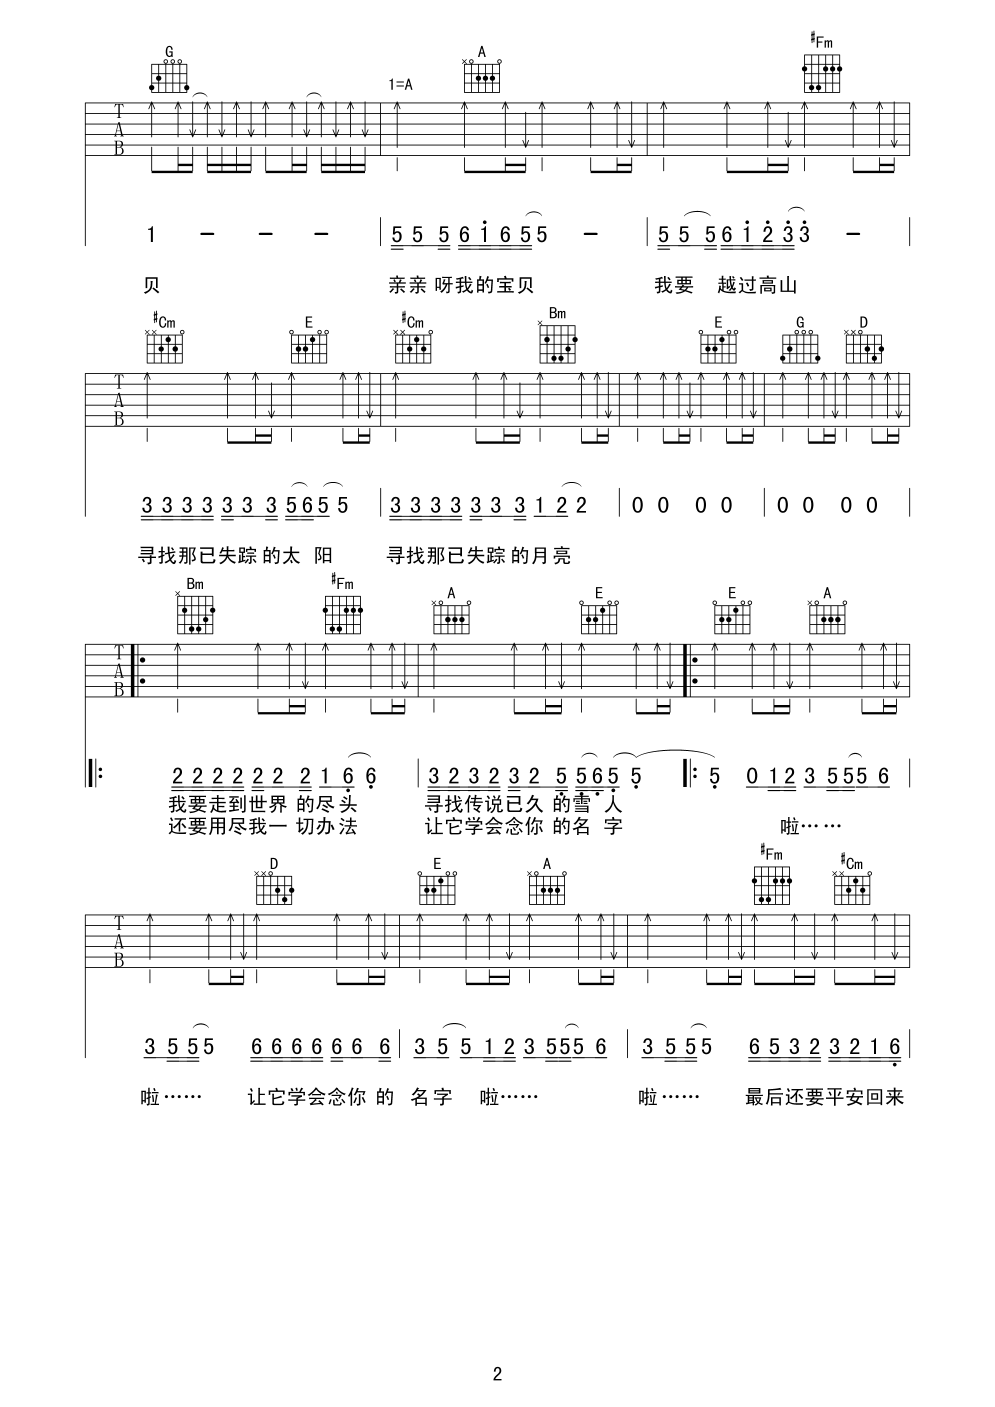 G A #Fm
1=A
T
A
B
1 - - - 5 5 5 6 1 6 5 5 - 5 5 5 6 1 2 3 3 -
贝 亲亲 呀我的宝贝 我要 越过高山
#Cm E #Cm Bm E G D
T
A
B
3 3 3 3 3 3 3 5 6 5 5 3 3 3 3 3 3 3 1 2 2 0 0 0 0 0 0 0 0
寻找那已失踪 的太 阳 寻找那已失踪 的月亮
Bm #Fm A E E A
T
A
B
2 2 2 2 2 2 2 1 6 6 3 2 3 2 3 2 5 5 6 5 5 5 0 1 2 3 5 5 5 6
我要走到世界 的尽头 寻找传说已久 的雪 人
还要用尽我一 切办法 让它学会念你 的名 字 啦……
D E A #Fm #Cm
T
A
B
3 5 5 5 6 6 6 6 6 6 6 3 5 5 1 2 3 5 5 5 6 3 5 5 5 6 5 3 2 3 2 1 6
啦…… 让它学会念你 的 名字 啦…… 啦…… 最后还要平安回来
2